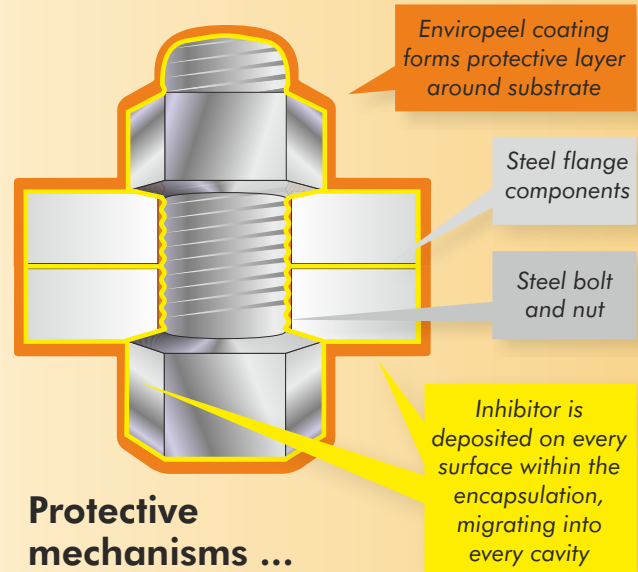 Enviropeel coating
forms protective layer
around substrate
Steel flange
components
Steel bolt
and nut
Inhibitor is
deposited on every
surface within the
encapsulation,
migrating into
every cavity
Protective
mechanisms ...